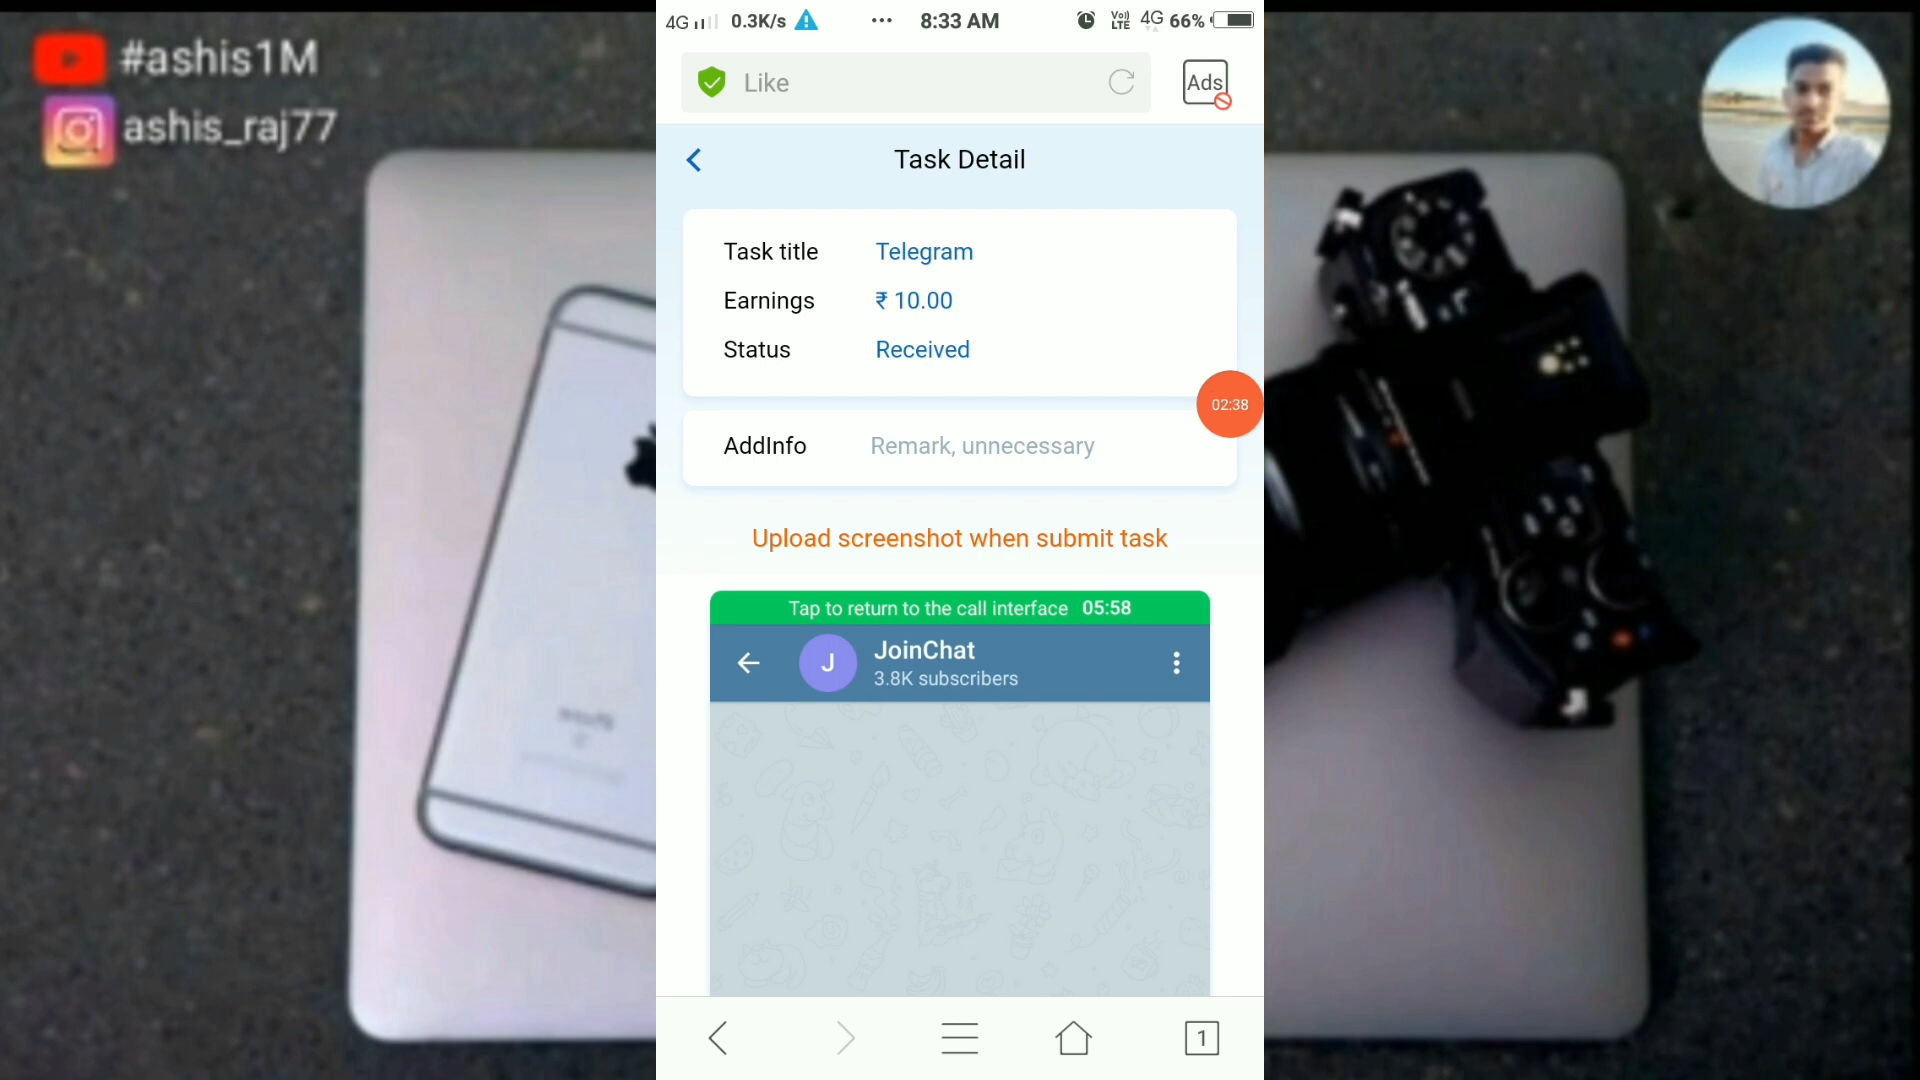 #ashis1M
ashis_raj77
4G 0.3K/s ... 8:33 AM Vo)) LTE 4G 66%
Like
Ads
Task Detail
Task title Telegram
Earnings ₹ 10.00
Status Received
02:38
AddInfo Remark, unnecessary
Upload screenshot when submit task
Tap to return to the call interface 05:58
J
JoinChat
3.8K subscribers
1